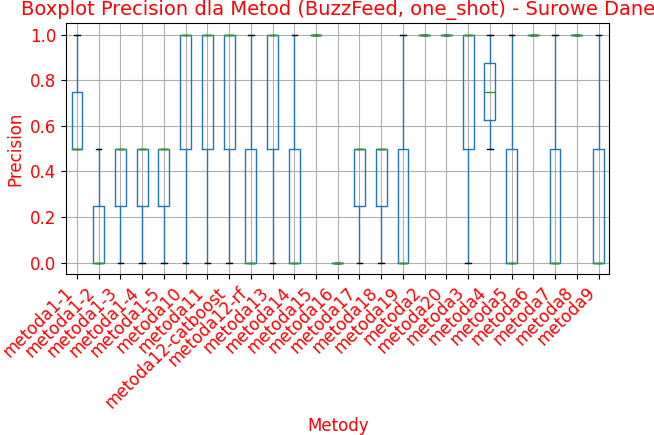 Boxplot Precision dla Metod (BuzzFeed, one_shot) - Surowe Dane
Precision
1.0
0.8
0.6
0.4
0.2
0.0
metoda1-1
metoda1-2
metoda1-3
metoda1-4
metoda1-5
metoda10
metoda11
metoda12-catboost
metoda12-rf
metoda13
metoda14
metoda15
metoda16
metoda17
metoda18
metoda19
metoda2
metoda20
metoda3
metoda4
metoda5
metoda6
metoda7
metoda8
metoda9
Metody